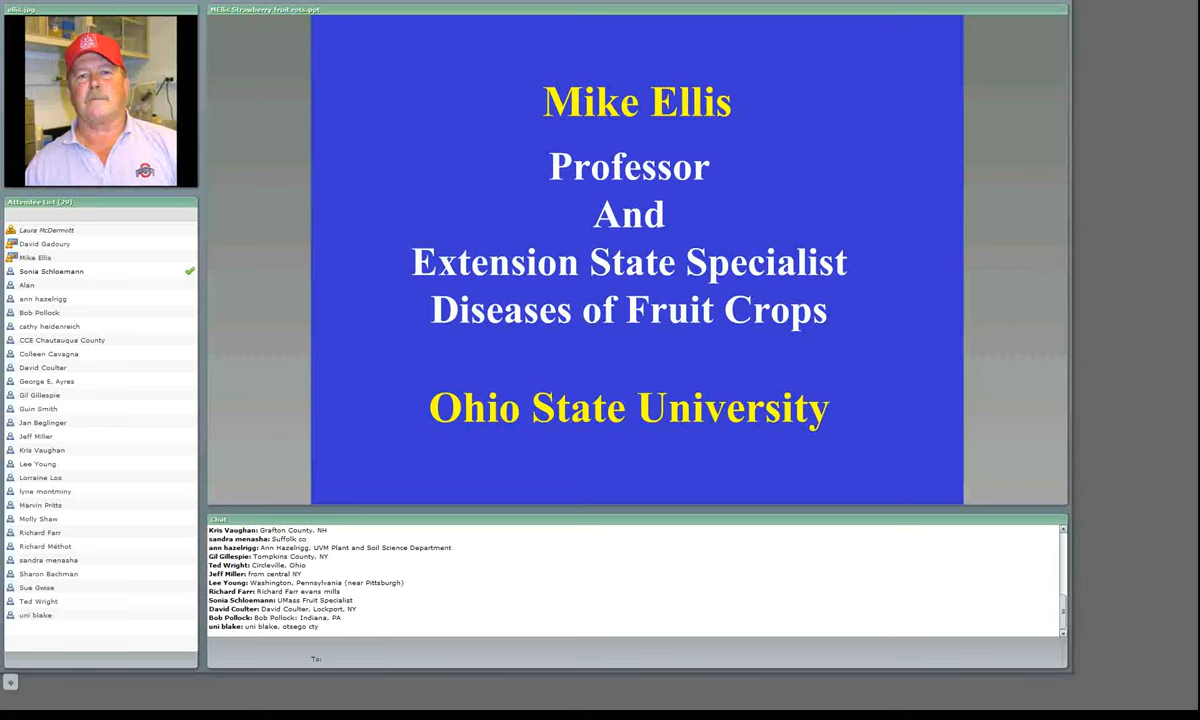 ellis.jpg
MEllis Strawberry fruit rots.ppt
Mike Ellis
Professor
And
Extension State Specialist
Diseases of Fruit Crops
Ohio State University
Attendee List (29)
Laura McDermott
David Gadoury
Mike Ellis
Sonia Schloemann
Alan
ann hazelrigg
Bob Pollock
cathy heidenreich
CCE Chautauqua County
Colleen Cavagna
David Coulter
George E. Ayres
Gil Gillespie
Guin Smith
Jan Beglinger
Jeff Miller
Kris Vaughan
Lee Young
Lorraine Los
lyne montminy
Marvin Pritts
Molly Shaw
Richard Farr
Richard Méthot
sandra menasha
Sharon Bachman
Sue Gwise
Ted Wright
uni blake
Chat
Kris Vaughan: Grafton County, NH
sandra menasha: Suffolk co
ann hazelrigg: Ann Hazelrigg, UVM Plant and Soil Science Department
Gil Gillespie: Tompkins County, NY
Ted Wright: Circleville, Ohio
Jeff Miller: from central NY
Lee Young: Washington, Pennsylvania (near Pittsburgh)
Richard Farr: Richard Farr evans mills
Sonia Schloemann: UMass Fruit Specialist
David Coulter: David Coulter, Lockport, NY
Bob Pollock: Bob Pollock: Indiana, PA
uni blake: uni blake, otsego cty
To: